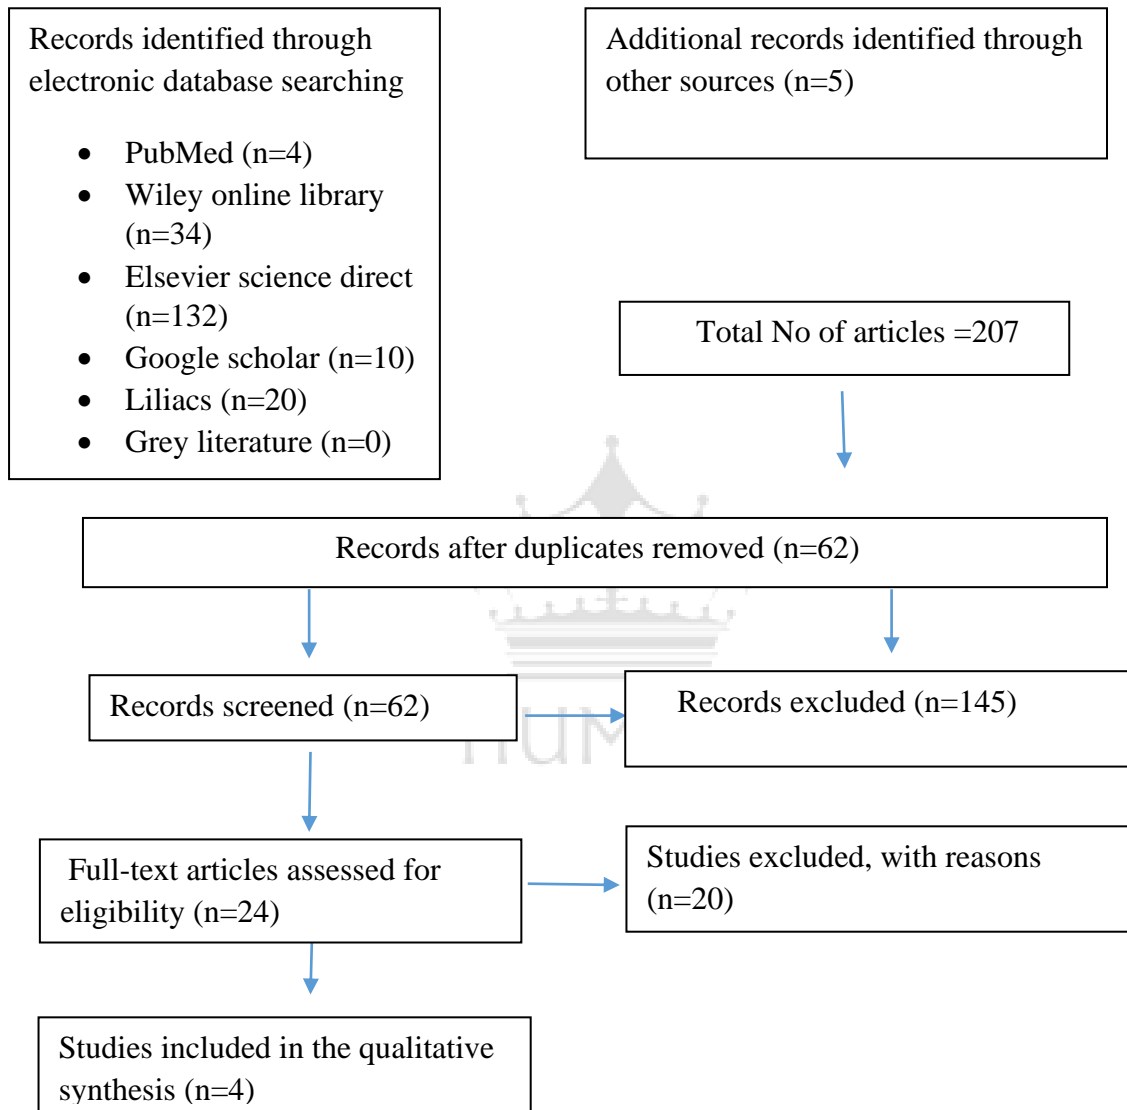 Records identified through
electronic database searching
• PubMed (n=4)
• Wiley online library
(n=34)
• Elsevier science direct
(n=132)
• Google scholar (n=10)
• Liliacs (n=20)
• Grey literature (n=0)
Additional records identified through
other sources (n=5)
Total No of articles =207
Records after duplicates removed (n=62)
Records screened (n=62)
Records excluded (n=145)
Full-text articles assessed for
eligibility (n=24)
Studies excluded, with reasons
(n=20)
Studies included in the qualitative
synthesis (n=4)